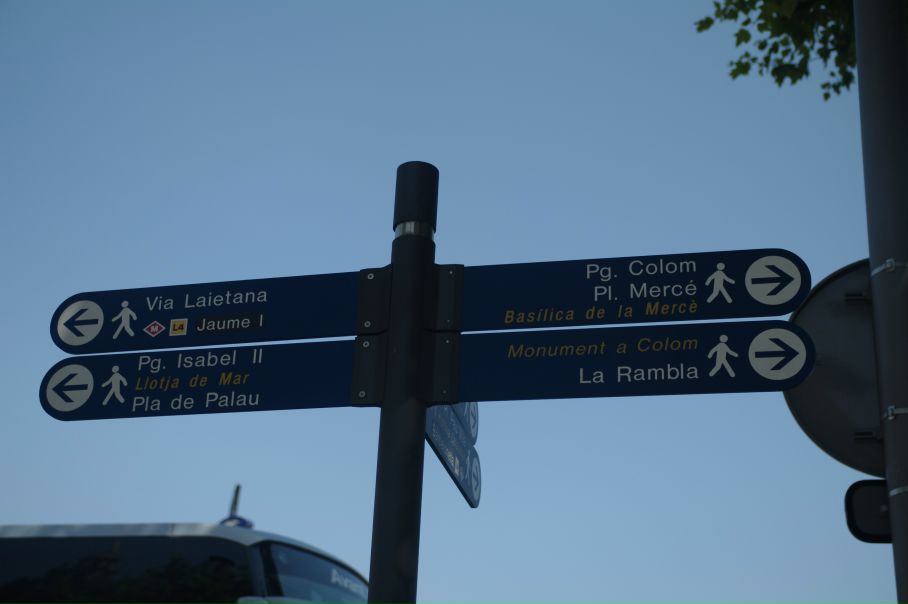 Via Laietana
M L4 Jaume I
Pg. Isabel II
Llotja de Mar
Pla de Palau
Pg. Colom
Pl. Mercé
Basílica de la Mercè
Monument a Colom
La Rambla